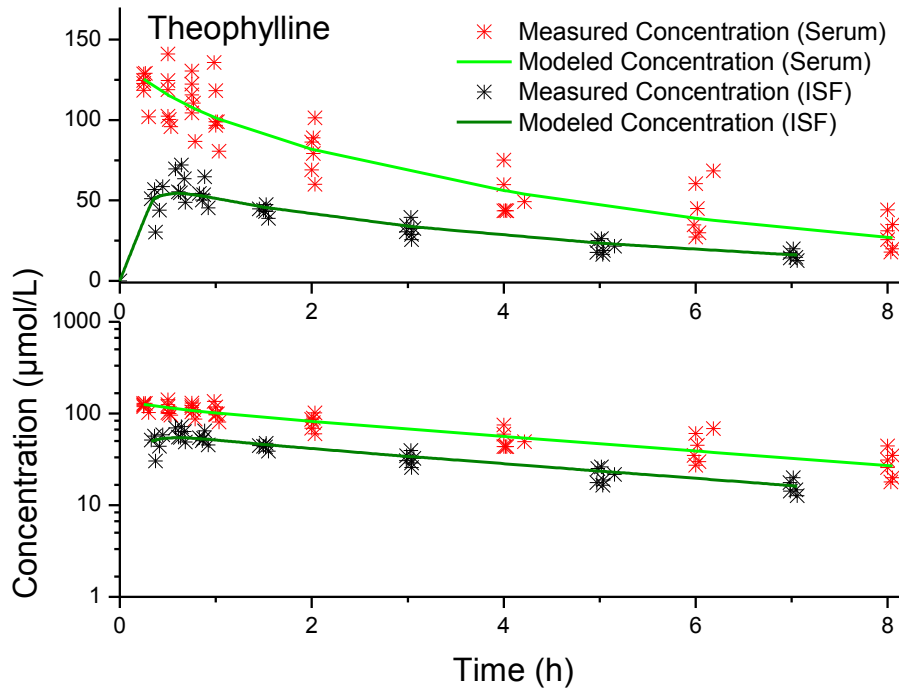 Theophylline
Measured Concentration (Serum)
Modeled Concentration (Serum)
Measured Concentration (ISF)
Modeled Concentration (ISF)
150
100
50
0
0 2 4 6 8
Concentration (µmol/L)
1000
100
10
1
0 2 4 6 8
Time (h)